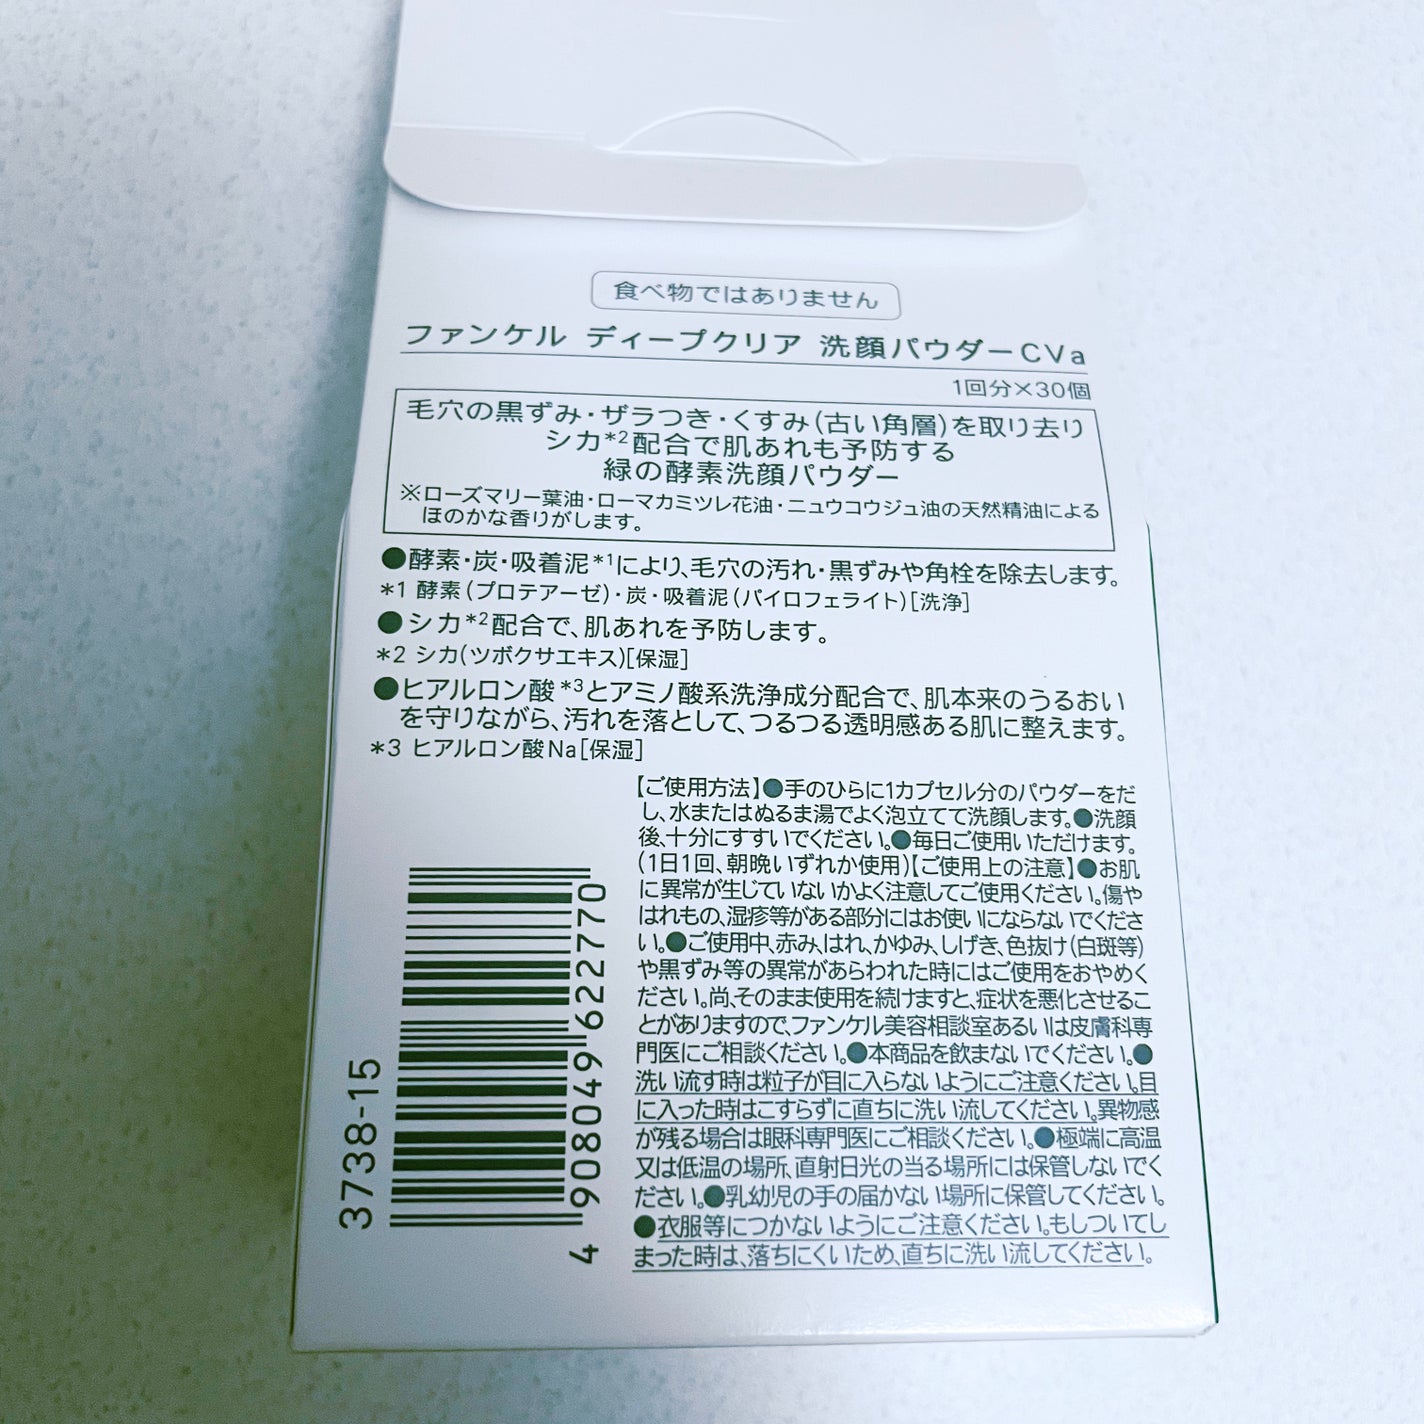 食べ物ではありません
ファンケル ディープクリア 洗顔パウダーCVa
1回分×30個
毛穴の黒ずみ・ザラつき・くすみ(古い角層)を取り去り
シカ*2配合で肌あれも予防する
緑の酵素洗顔パウダー
※ローズマリー葉油・ローマカミツレ花油・ニュウコウジュ油の天然精油による
ほのかな香りがします。
●酵素・炭・吸着泥*1により、毛穴の汚れ・黒ずみや角栓を除去します。
*1 酵素(プロテアーゼ)・炭・吸着泥(パイロフェライト)[洗浄]
●シカ*2配合で、肌あれを予防します。
*2 シカ(ツボクサエキス)[保湿]
●ヒアルロン酸*3とアミノ酸系洗浄成分配合で、肌本来のうるおい
を守りながら、汚れを落として、つるつる透明感ある肌に整えます。
*3 ヒアルロン酸Na[保湿]
【ご使用方法】●手のひらに1カプセル分のパウダーをだ
し、水またはぬるま湯でよく泡立てて洗顔します。●洗顔
後、十分にすすいでください。●毎日ご使用いただけます。
(1日1回、朝晩いずれか使用)【ご使用上の注意】●お肌
に異常が生じていないかよく注意してご使用ください。傷や
はれもの、湿疹等がある部分にはお使いにならないでくださ
い。●ご使用中、赤み、はれ、かゆみ、しげき、色抜け(白斑等)
や黒ずみ等の異常があらわれた時にはご使用をおやめく
ださい。尚、そのまま使用を続けますと、症状を悪化させるこ
とがありますので、ファンケル美容相談室あるいは皮膚科専
門医にご相談ください。●本商品を飲まないでください。●
洗い流す時は粒子が目に入らないようにご注意ください。目
に入った時はこすらずに直ちに洗い流してください。異物感
が残る場合は眼科専門医にご相談ください。●極端に高温
又は低温の場所、直射日光の当る場所には保管しないでく
ださい。●乳幼児の手の届かない場所に保管してください。
●衣服等につかないようにご注意ください。もしついてし
まった時は、落ちにくいため、直ちに洗い流してください。
3738-15
4 908049 622770